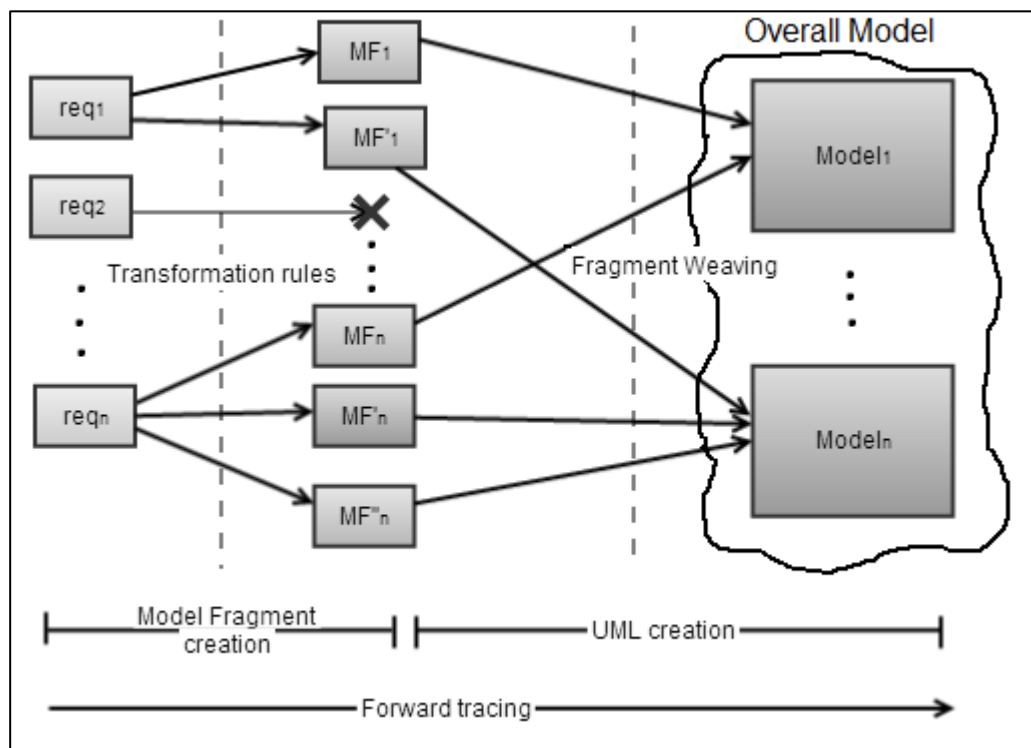 Overall Model
MF₁
req₁
MF'₁
Model₁
req₂
Transformation rules
Fragment Weaving
MFₙ
reqₙ
MF'ₙ
Modelₙ
MF"ₙ
Model Fragment
creation
UML creation
Forward tracing